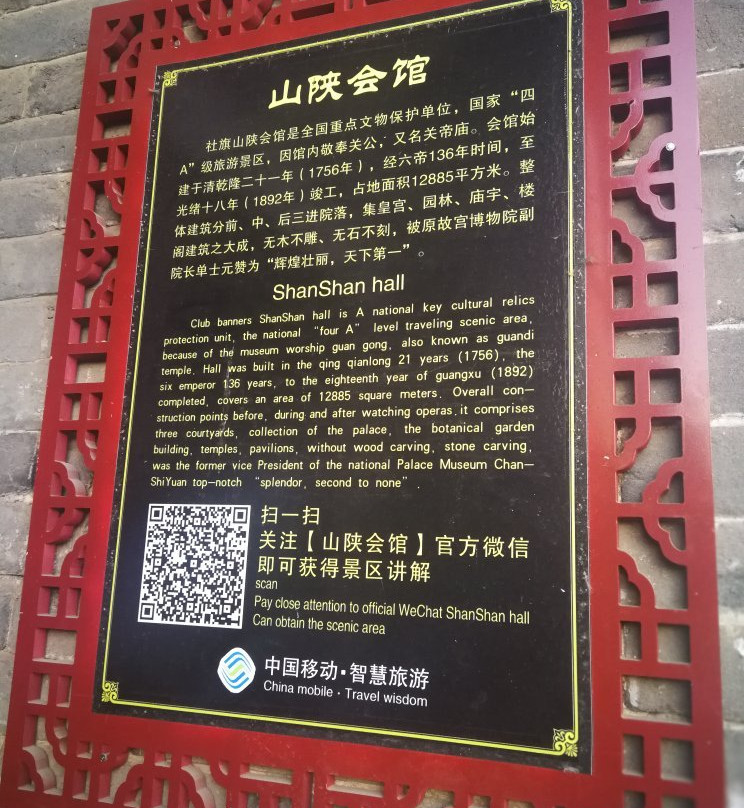 山陕会馆
社旗山陕会馆是全国重点文物保护单位，国家“四
A”级旅游景区，因馆内敬奉关公，又名关帝庙。会馆始
建于清乾隆二十一年（1756年），经六帝136年时间，至
光绪十八年（1892年）竣工，占地面积12885平方米。整
体建筑分前、中、后三进院落，集皇宫、园林、庙宇、楼
阁建筑之大成，无木不雕、无石不刻，被原故宫博物院副
院长单士元赞为“辉煌壮丽，天下第一”。
ShanShan hall
Club banners ShanShan hall is A national key cultural relics
protection unit, the national “four A” level traveling scenic area,
because of the museum worship guan gong, also known as guandi
temple. Hall was built in the qing qianlong 21 years (1756), the
six emperor 136 years, to the eighteenth year of guangxu (1892)
completed, covers an area of 12885 square meters. Overall con-
struction points before, during and after watching operas, it comprises
three courtyards, collection of the palace, the botanical garden
building, temples, pavilions, without wood carving, stone carving,
was the former vice President of the national Palace Museum Chan-
ShiYuan top-notch “splendor, second to none”.
扫一扫
关注【山陕会馆】官方微信
即可获得景区讲解
scan
Pay close attention to official WeChat ShanShan hall
Can obtain the scenic area
中国移动·智慧旅游
China mobile · Travel wisdom